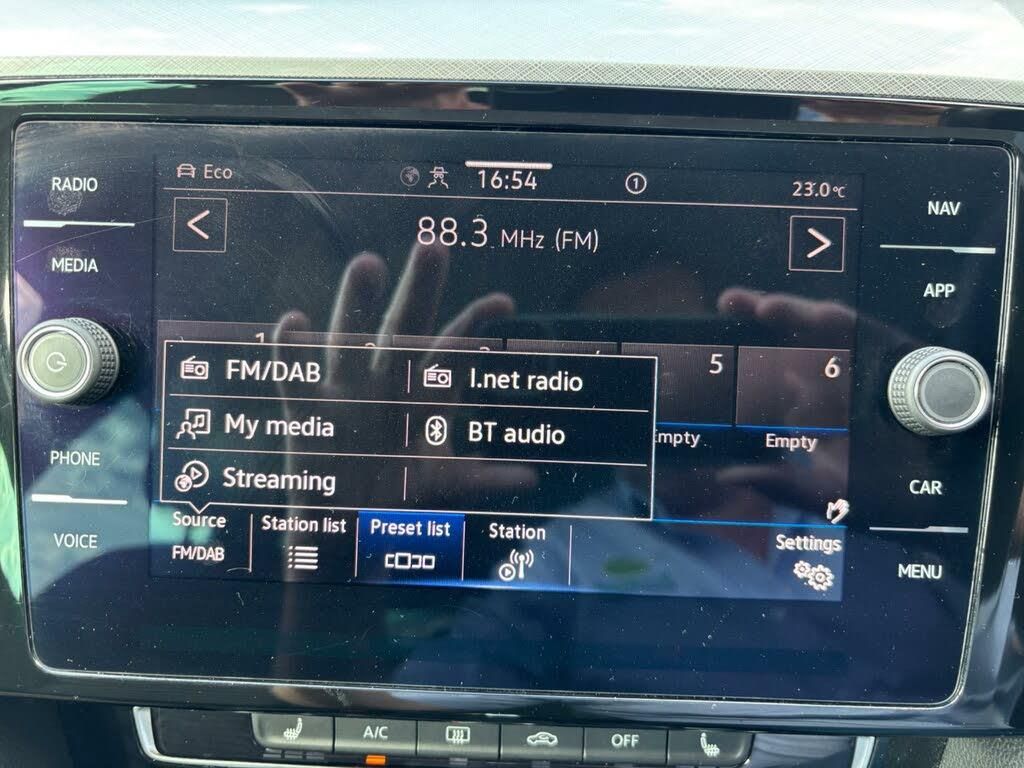 RADIO
MEDIA
PHONE
VOICE
Eco
16:54
1
23.0°C
88.3 MHz (FM)
5
6
FM/DAB
I.net radio
My media
BT audio
Streaming
Empty
Source
FM/DAB
Station list
Preset list
Station
Settings
NAV
APP
CAR
MENU
A/C
OFF